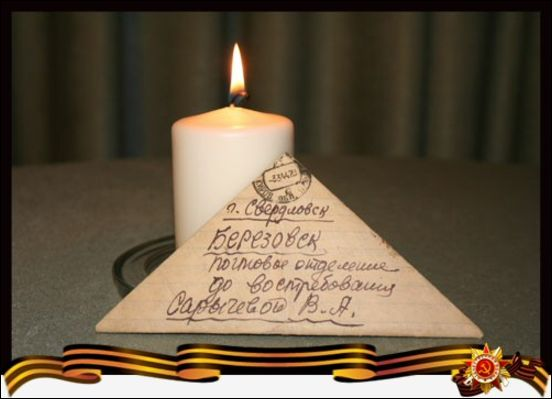 г. Свердловск
Березовск
почтовое отделение
до востребования
Сарычевой В.А.